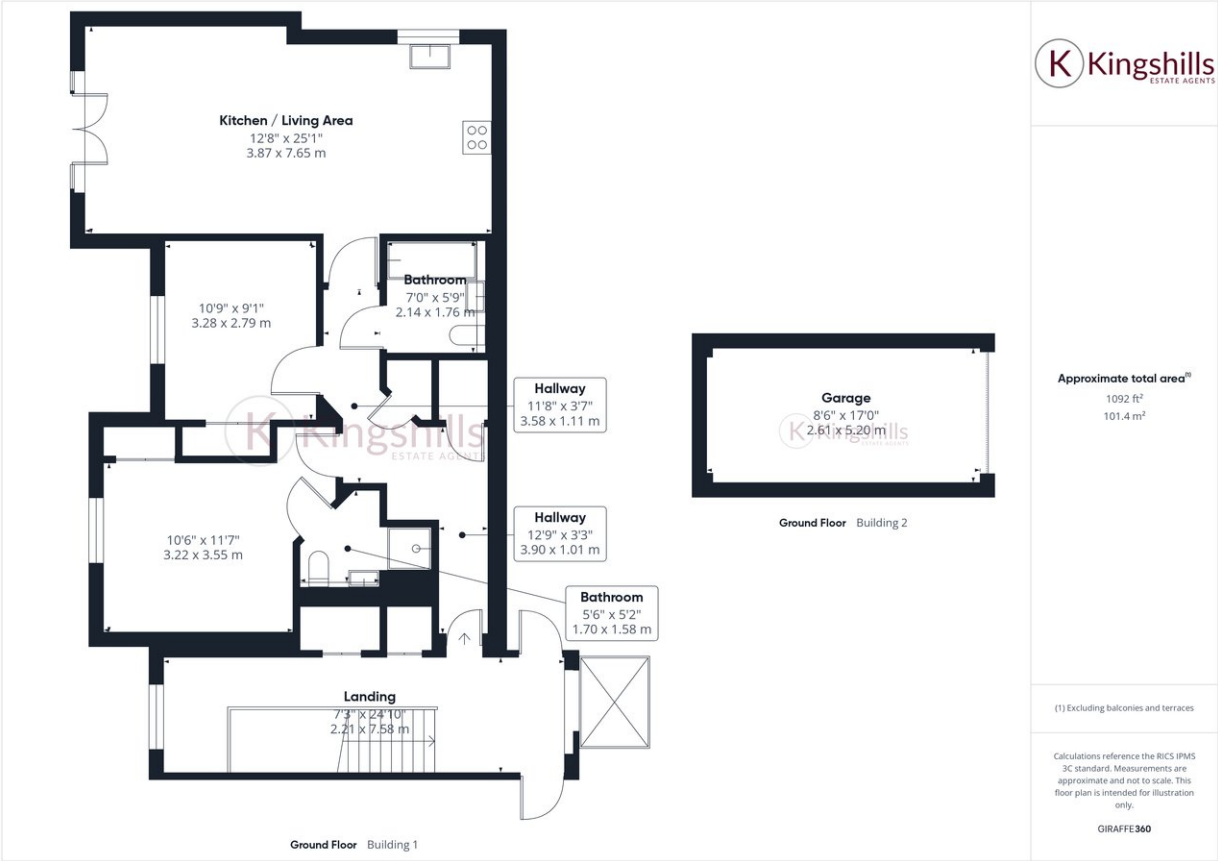 Kitchen / Living Area
12'8" x 25'1"
3.87 x 7.65 m
Bathroom
7'0" x 5'9"
2.14 x 1.76 m
10'9" x 9'1"
3.28 x 2.79 m
Hallway
11'8" x 3'7"
3.58 x 1.11 m
K Kingshills
ESTATE AGENTS
10'6" x 11'7"
3.22 x 3.55 m
Hallway
12'9" x 3'3"
3.90 x 1.01 m
Bathroom
5'6" x 5'2"
1.70 x 1.58 m
Landing
7'3" x 24'10"
2.21 x 7.58 m
Ground Floor Building 1
Garage
8'6" x 17'0"
2.61 x 5.20 m
K Kingshills
ESTATE AGENTS
Ground Floor Building 2
K Kingshills
ESTATE AGENTS
Approximate total area(1)
1092 ft²
101.4 m²
(1) Excluding balconies and terraces
Calculations reference the RICS IPMS
3C standard. Measurements are
approximate and not to scale. This
floor plan is intended for illustration
only.
GIRAFFE360